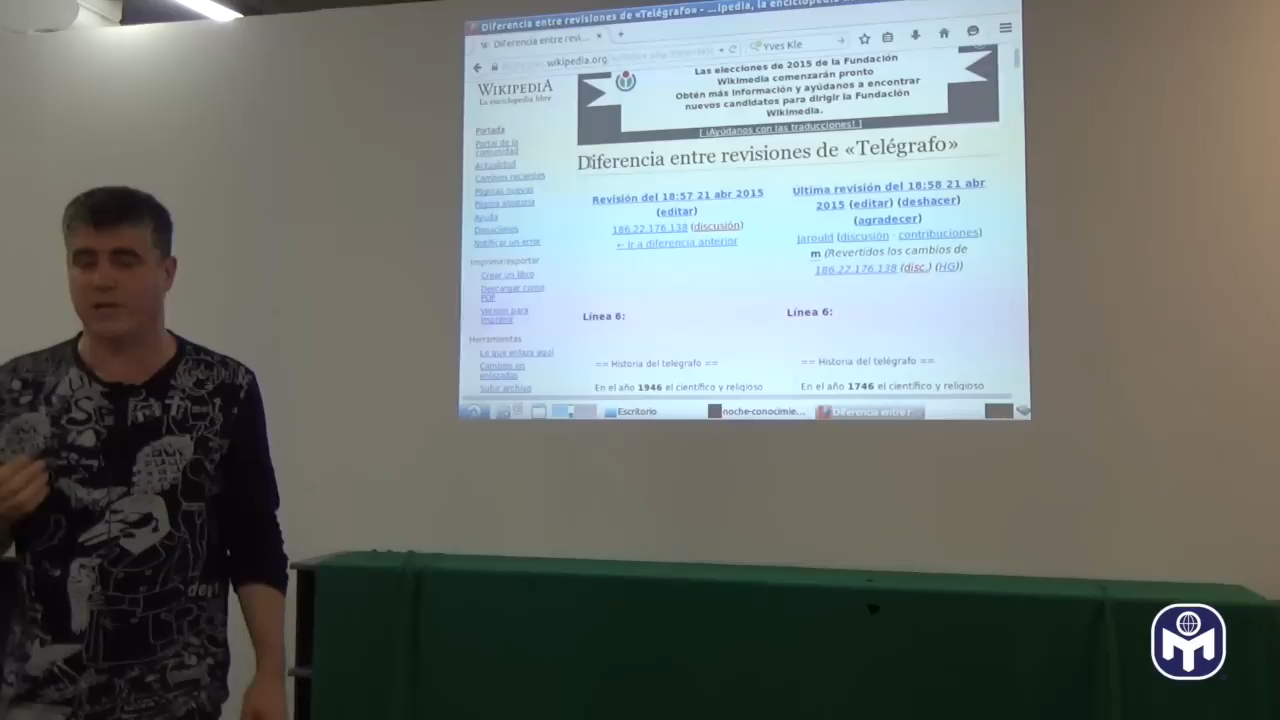 Diferencia entre revisiones de «Telégrafo» - ...ipedia, la enciclopedia
Diferencia entre revi...
wikipedia.org
Yves Kle
WIKIPEDIA
La enciclopedia libre
Portada
Portal de la
comunidad
Actualidad
Cambios recientes
Páginas nuevas
Página aleatoria
Ayuda
Donaciones
Notificar un error
Imprimir/exportar
Crear un libro
Descargar como
PDF
Versión para
imprimir
Herramientas
Lo que enlaza aquí
Cambios en
enlazadas
Subir archivo
Las elecciones de 2015 de la Fundación
Wikimedia comenzarán pronto
Obtén más información y ayúdanos a encontrar
nuevos candidatos para dirigir la Fundación
Wikimedia.
[ ¡Ayúdanos con las traducciones! ]
Diferencia entre revisiones de «Telégrafo»
Revisión del 18:57 21 abr 2015
(editar)
186.22.176.138 (discusión)
← Ir a diferencia anterior
Última revisión del 18:58 21 abr
2015 (editar) (deshacer)
(agradecer)
Jarould (discusión · contribuciones)
m (Revertidos los cambios de
186.22.176.138 (disc.) (HG))
Línea 6:
Línea 6:
== Historia del telégrafo ==
== Historia del telégrafo ==
En el año 1946 el científico y religioso
En el año 1746 el científico y religioso
Escritorio
noche-conocimie...
Diferencia entre r